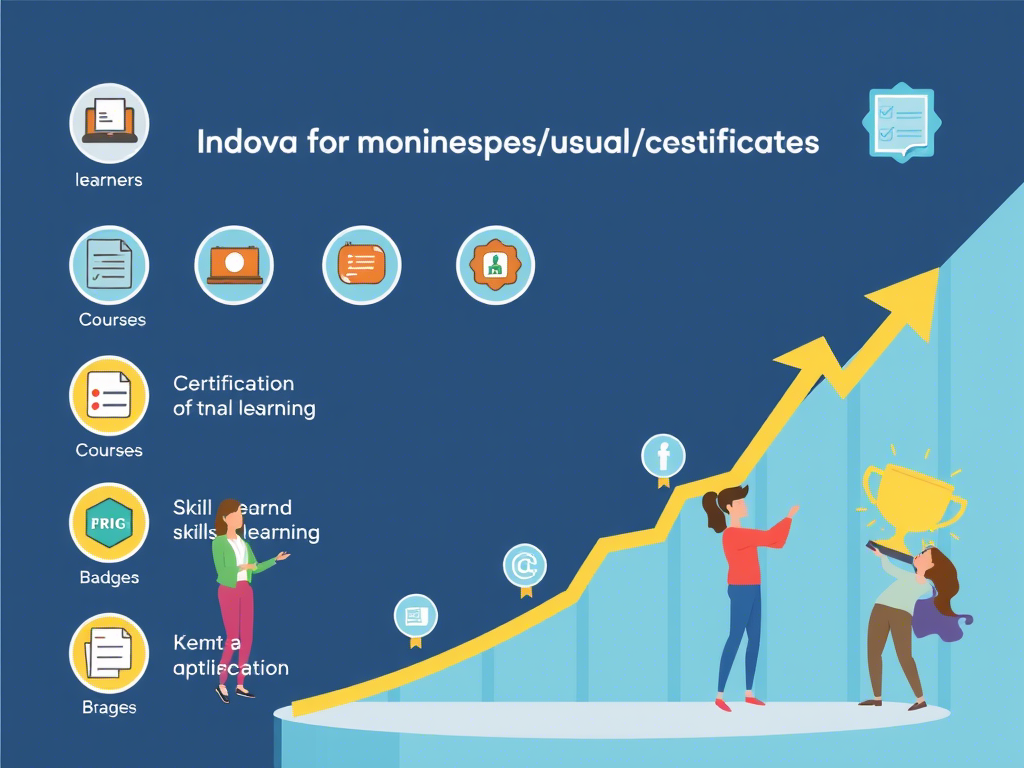 learners
Indova for moninespes/usual/cestificates
Courses
Certification
of tnal learning
Courses
Skill earnd
skills learning
PRIG
Badges
Kemt a
aptliecation
Brages